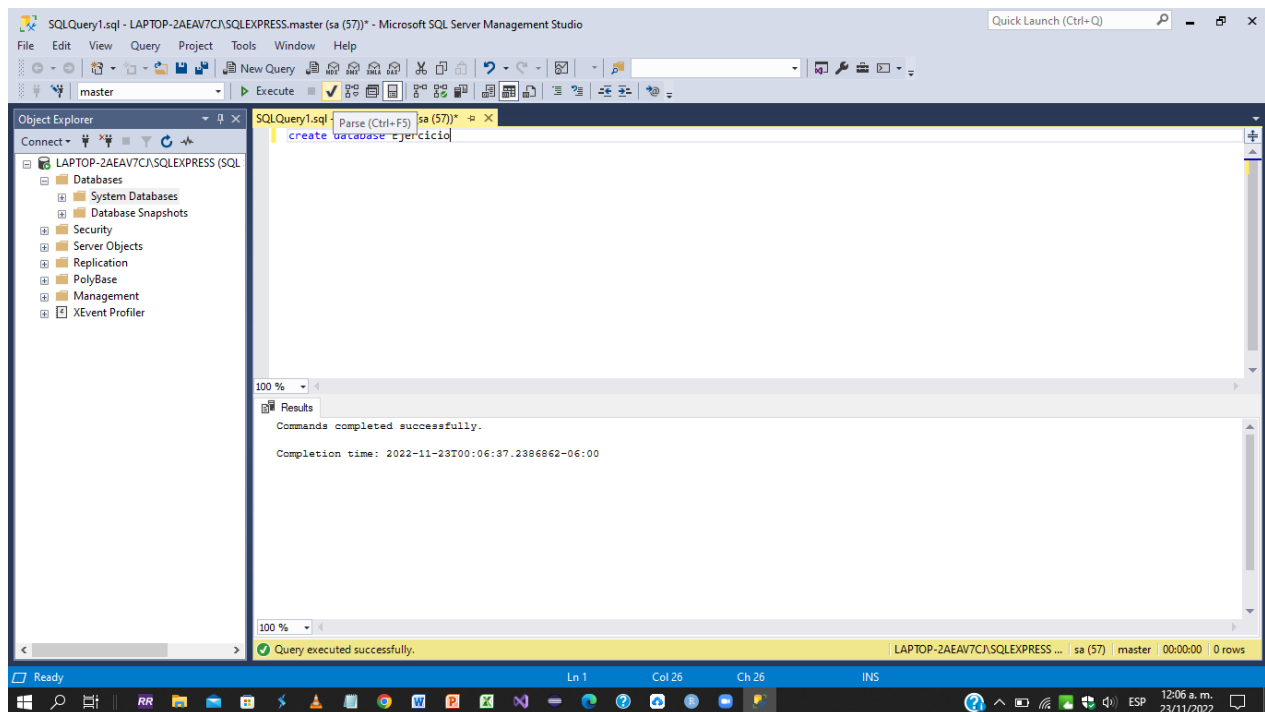 SQLQuery1.sql - LAPTOP-2AEAV7CJ\SQLEXPRESS.master (sa (57))* - Microsoft SQL Server Management Studio
Quick Launch (Ctrl+Q)
File Edit View Query Project Tools Window Help
New Query
master
Execute
Object Explorer
SQLQuery1.sql - sa (57))*
Parse (Ctrl+F5)
Connect
create database Ejercicio
LAPTOP-2AEAV7CJ\SQLEXPRESS (SQL
Databases
System Databases
Database Snapshots
Security
Server Objects
Replication
PolyBase
Management
XEvent Profiler
100 %
Results
Commands completed successfully.
Completion time: 2022-11-23T00:06:37.2386862-06:00
100 %
Query executed successfully.
LAPTOP-2AEAV7CJ\SQLEXPRESS ... sa (57) master 00:00:00 0 rows
Ready
Ln 1 Col 26 Ch 26 INS
RR
ESP
12:06 a. m.
23/11/2022